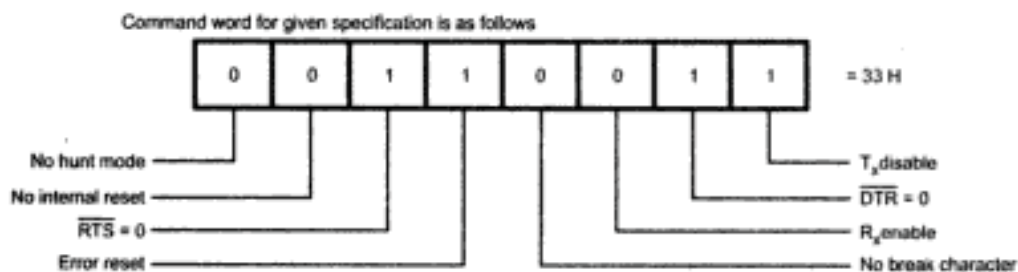 Command word for given specification is as follows
0 0 1 1 0 0 1 1 = 33 H
No hunt mode
No internal reset
RTS = 0
Error reset
Txdisable
DTR = 0
Rxenable
No break character